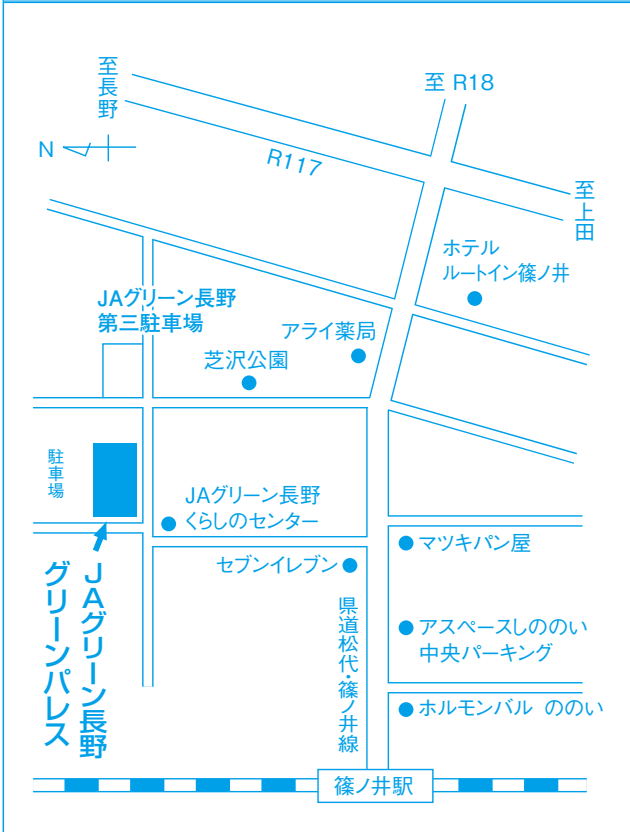 至長野
至 R18
N
R117
至上田
ホテル
ルートイン篠ノ井
JAグリーン長野
第三駐車場
アライ薬局
芝沢公園
駐車場
JAグリーン長野
くらしのセンター
マツキパン屋
セブンイレブン
JAグリーン長野
グリーンパレス
県道松代・篠ノ井線
アスペースしののい
中央パーキング
ホルモンバル ののい
篠ノ井駅